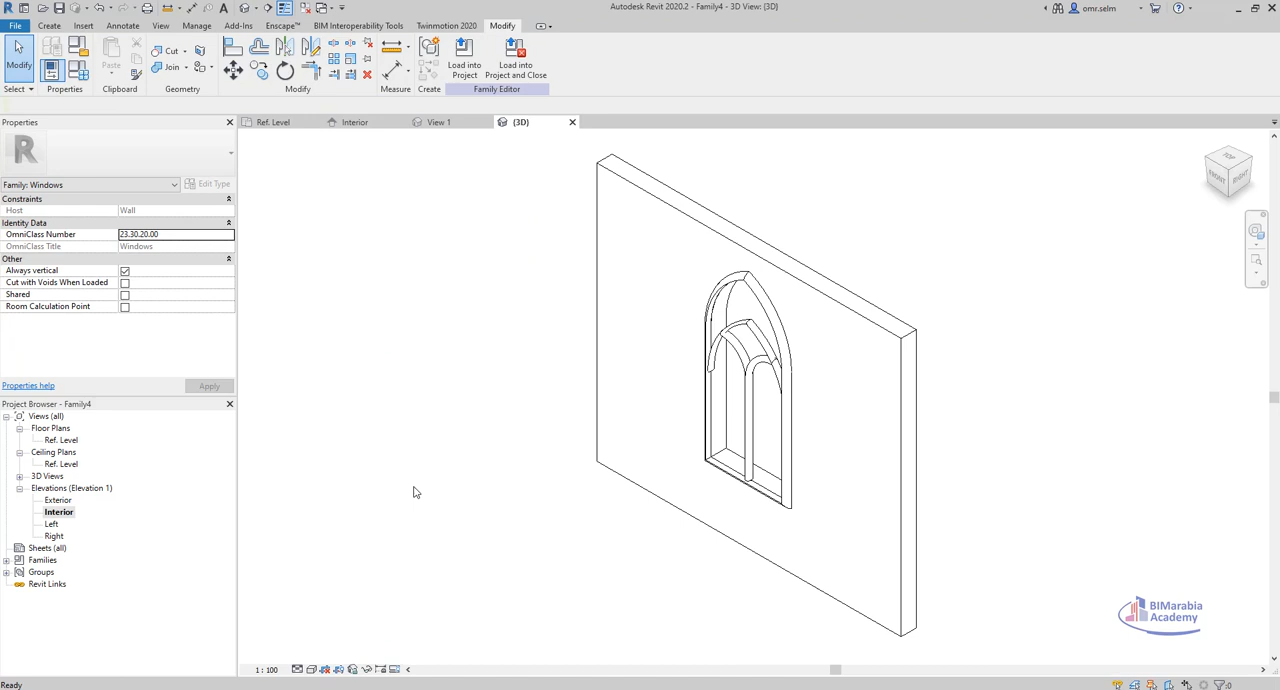 Autodesk Revit 2020.2 - Family4 - 3D View: {3D}
omr.selm
File Create Insert Annotate View Manage Add-Ins Enscape™ BIM Interoperability Tools Twinmotion 2020 Modify
Modify
Paste
Cut
Join
Load into
Project
Load into
Project and Close
Select Properties Clipboard Geometry Modify Measure Create Family Editor
Properties
Ref. Level
Interior
View 1
{3D}
Family: Windows
Edit Type
Constraints
Host Wall
Identity Data
OmniClass Number 23.30.20.00
OmniClass Title Windows
Other
Always vertical
Cut with Voids When Loaded
Shared
Room Calculation Point
Properties help
Apply
Project Browser - Family4
Views (all)
Floor Plans
Ref. Level
Ceiling Plans
Ref. Level
3D Views
Elevations (Elevation 1)
Exterior
Interior
Left
Right
Sheets (all)
Families
Groups
Revit Links
TOP
FRONT
RIGHT
BIMarabia
Academy
1 : 100
Ready
:0